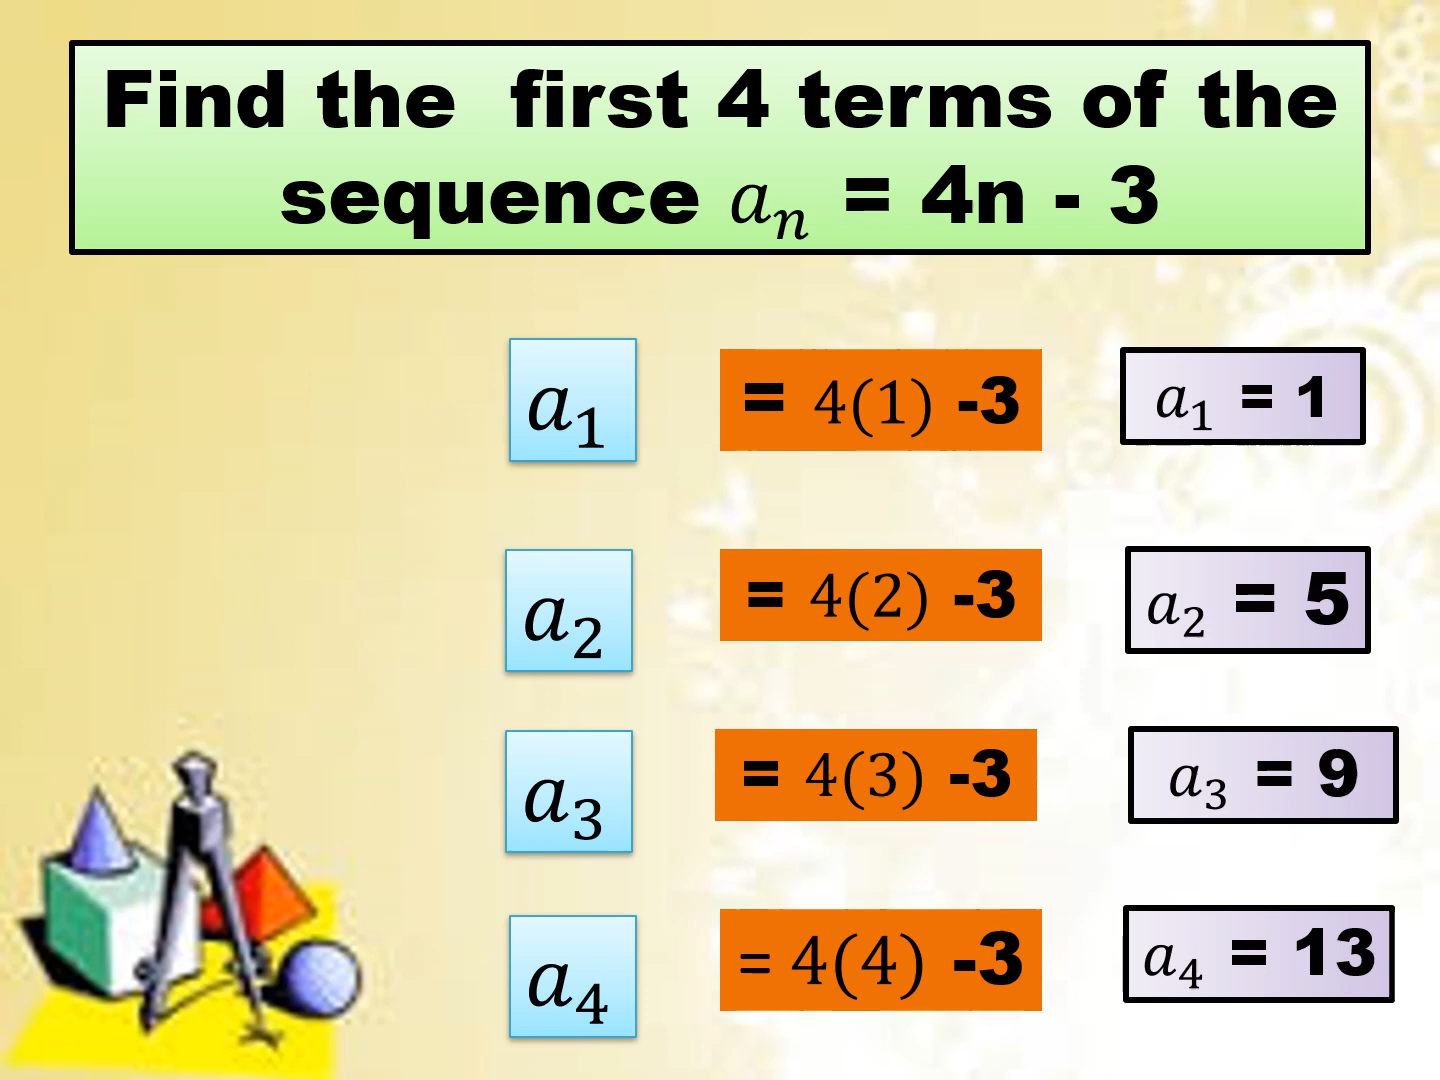 Find the first 4 terms of the
sequence aₙ = 4n - 3
a₁ = 4(1) -3 a₁ = 1
a₂ = 4(2) -3 a₂ = 5
a₃ = 4(3) -3 a₃ = 9
a₄ = 4(4) -3 a₄ = 13